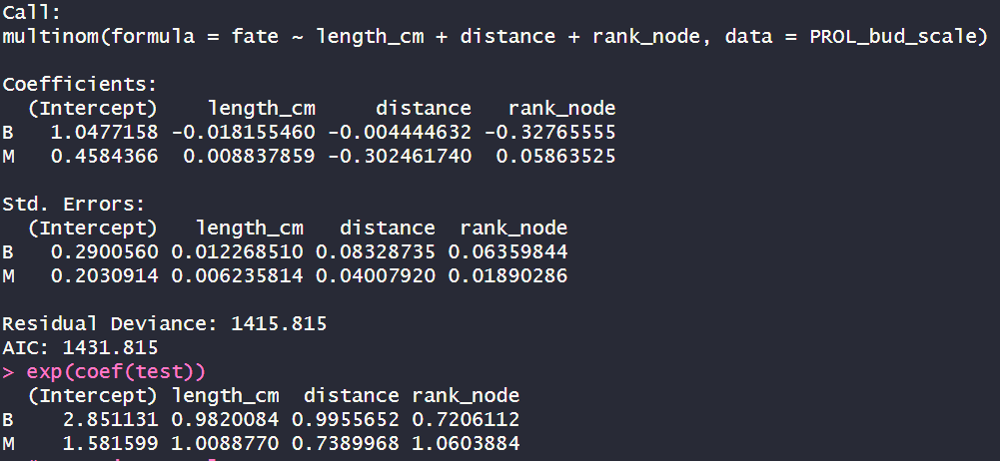 Call:
multinom(formula = fate ~ length_cm + distance + rank_node, data = PROL_bud_scale)
Coefficients:
  (Intercept)    length_cm     distance   rank_node
B   1.0477158 -0.018155460 -0.004444632 -0.32765555
M   0.4584366  0.008837859 -0.302461740  0.05863525
Std. Errors:
  (Intercept)   length_cm   distance  rank_node
B   0.2900560 0.012268510 0.08328735 0.06359844
M   0.2030914 0.006235814 0.04007920 0.01890286
Residual Deviance: 1415.815
AIC: 1431.815
> exp(coef(test))
  (Intercept) length_cm  distance rank_node
B    2.851131 0.9820084 0.9955652 0.7206112
M    1.581599 1.0088770 0.7389968 1.0603884